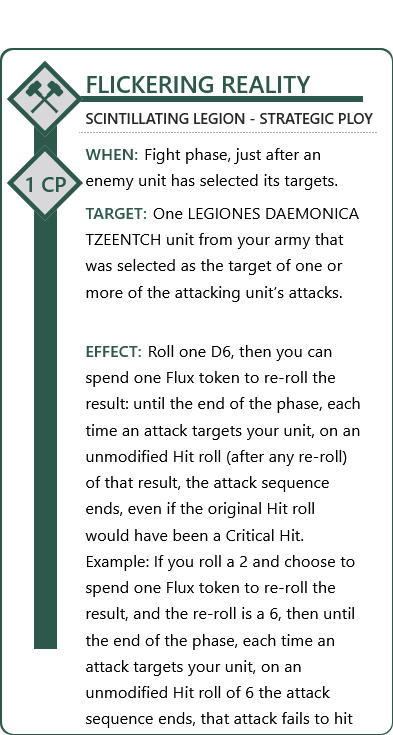 FLICKERING REALITY
SCINTILLATING LEGION - STRATEGIC PLOY
1 CP
WHEN: Fight phase, just after an
enemy unit has selected its targets.
TARGET: One LEGIONES DAEMONICA
TZEENTCH unit from your army that
was selected as the target of one or
more of the attacking unit’s attacks.
EFFECT: Roll one D6, then you can
spend one Flux token to re-roll the
result: until the end of the phase, each
time an attack targets your unit, on an
unmodified Hit roll (after any re-roll)
of that result, the attack sequence
ends, even if the original Hit roll
would have been a Critical Hit.
Example: If you roll a 2 and choose to
spend one Flux token to re-roll the
result, and the re-roll is a 6, then until
the end of the phase, each time an
attack targets your unit, on an
unmodified Hit roll of 6 the attack
sequence ends, that attack fails to hit